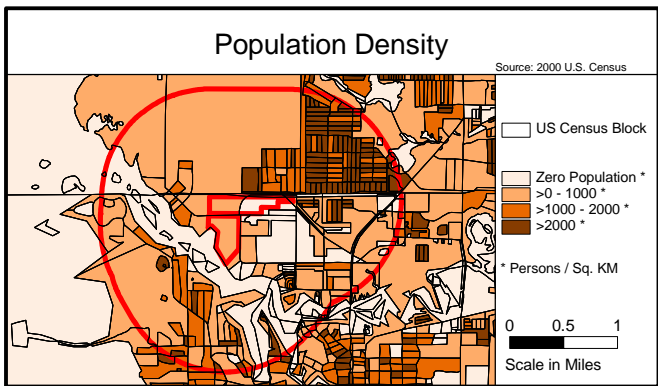 Population Density
Source: 2000 U.S. Census
US Census Block
Zero Population *
>0 - 1000 *
>1000 - 2000 *
>2000 *
* Persons / Sq. KM
0 0.5 1
Scale in Miles